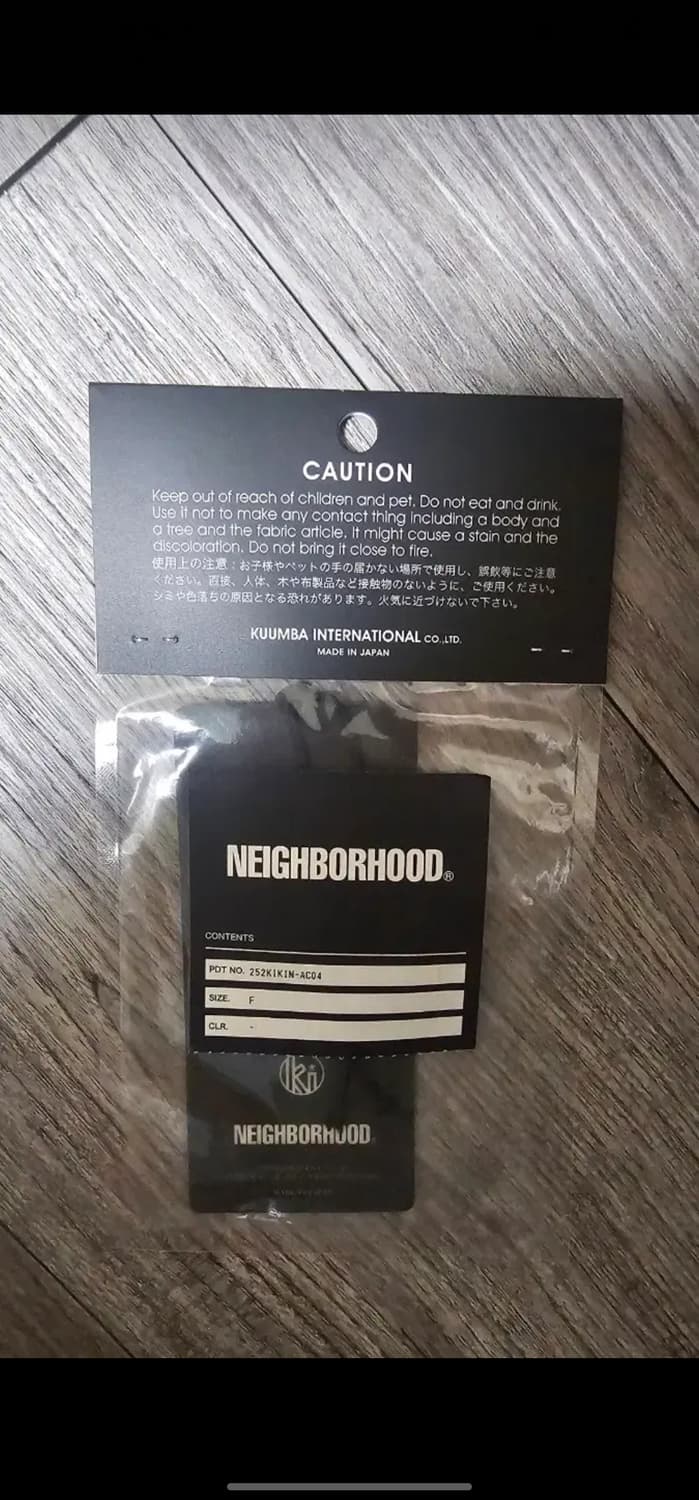 CAUTION
Keep out of reach of children and pet. Do not eat and drink.
Use it not to make any contact thing including a body and
a tree and the fabric article. It might cause a stain and the
discoloration. Do not bring it close to fire.
使用上の注意：お子様やペットの手の届かない場所で使用し、誤飲等にご注意
ください。直接、人体、木や布製品など接触物のないように、ご使用ください。
シミや色落ちの原因となる恐れがあります。火気に近づけないで下さい。
KUUMBA INTERNATIONAL CO.,LTD.
MADE IN JAPAN
NEIGHBORHOOD®
CONTENTS
PDT NO. 252KIKIN-AC04
SIZE. F
CLR. -
NEIGHBORHOOD